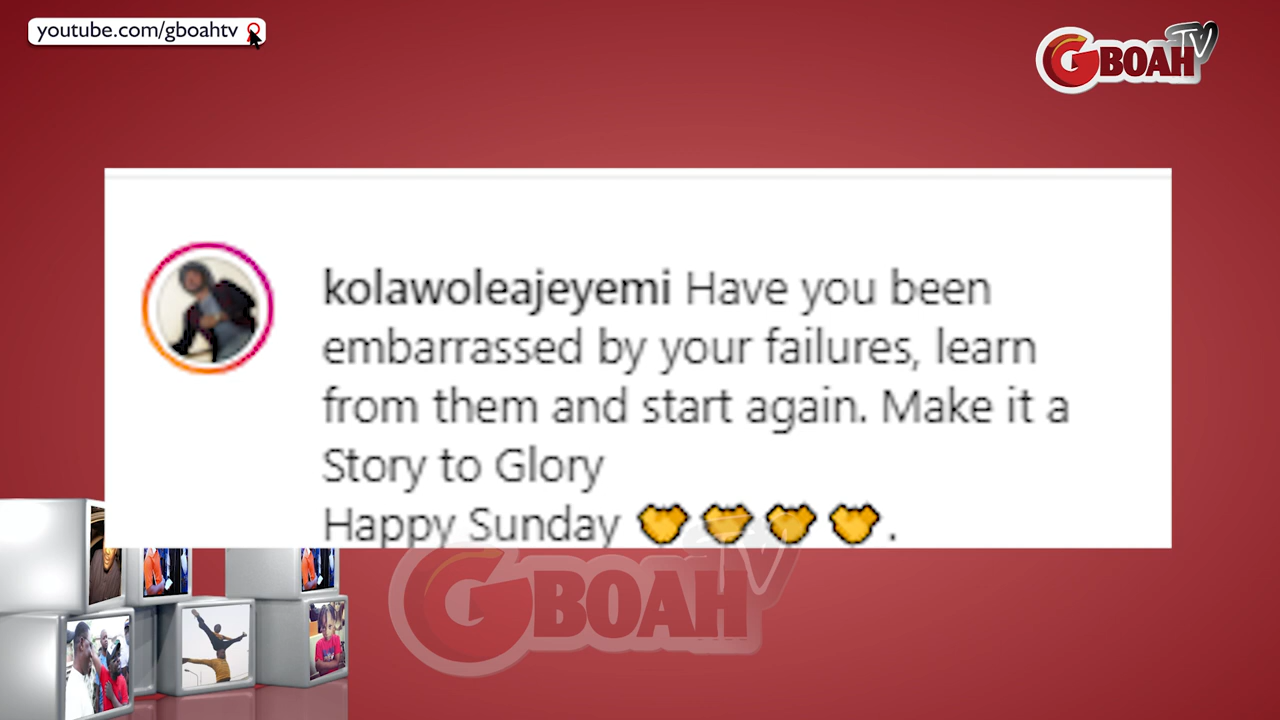 youtube.com/gboahtv
GBOAH TV
kolawoleajeyemi Have you been
embarrassed by your failures, learn
from them and start again. Make it a
Story to Glory
Happy Sunday 💛💛💛💛.
GBOAH TV